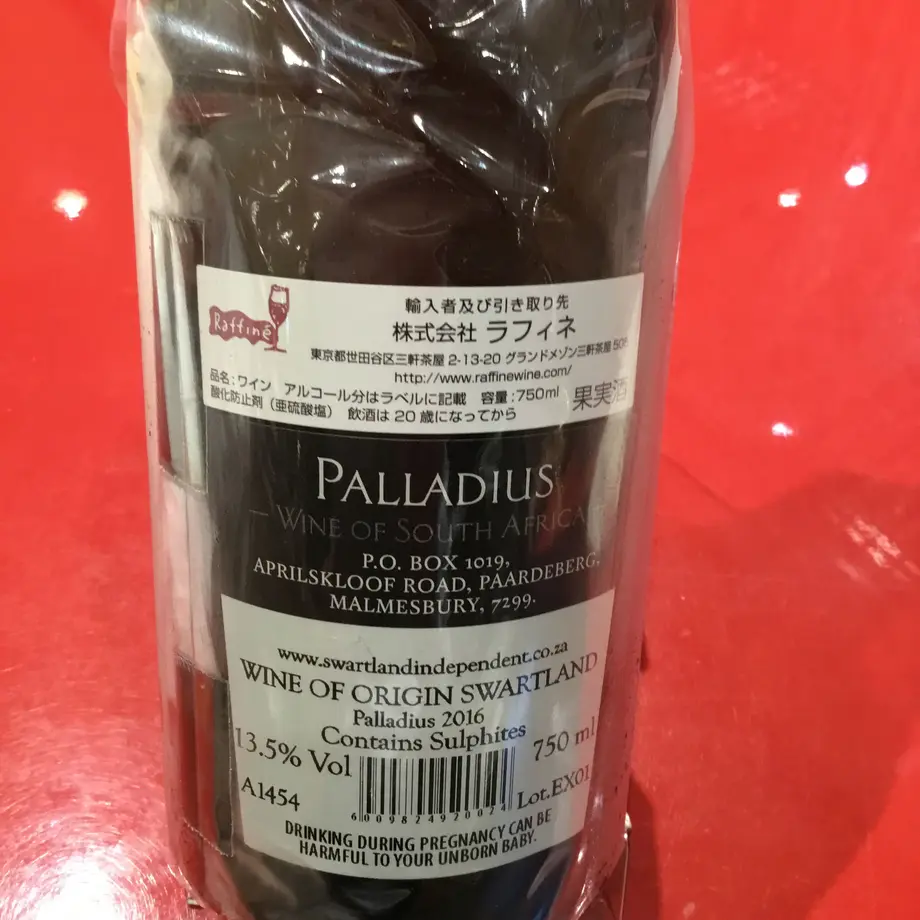 Raffiné
輸入者及び引き取り先
株式会社 ラフィネ
東京都世田谷区三軒茶屋 2-13-20 グランドメゾン三軒茶屋
http://www.raffinewine.com/
品名:ワイン アルコール分はラベルに記載 容量:750ml
酸化防止剤(亜硫酸塩) 飲酒は20歳になってから
果実酒
PALLADIUS
WINE OF SOUTH AFRICA
P.O. BOX 1019,
APRILSKLOOF ROAD, PAARDEBERG,
MALMESBURY, 7299.
www.swartlandindependent.co.za
WINE OF ORIGIN SWARTLAND
Palladius 2016
Contains Sulphites
13.5% Vol
750 ml
A1454
Lot.EX01
6009824920024
DRINKING DURING PREGNANCY CAN BE
HARMFUL TO YOUR UNBORN BABY.